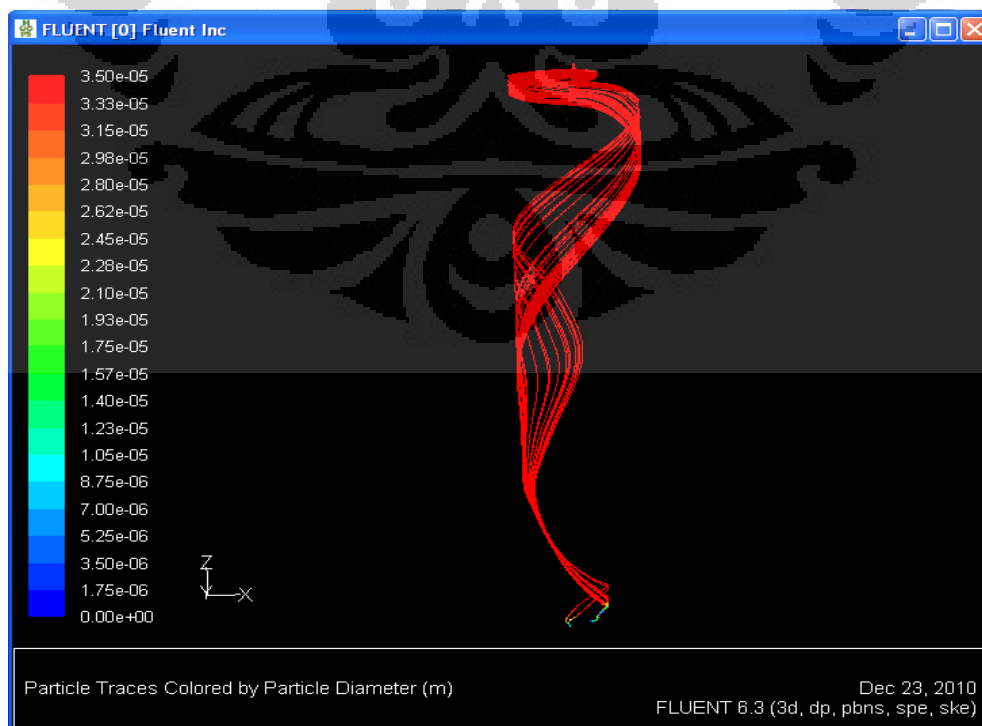 FLUENT [0] Fluent Inc
3.50e-05
3.33e-05
3.15e-05
2.98e-05
2.80e-05
2.62e-05
2.45e-05
2.28e-05
2.10e-05
1.93e-05
1.75e-05
1.57e-05
1.40e-05
1.23e-05
1.05e-05
8.75e-06
7.00e-06
5.25e-06
3.50e-06
1.75e-06
0.00e+00
Z
X
Particle Traces Colored by Particle Diameter (m)
Dec 23, 2010
FLUENT 6.3 (3d, dp, pbns, spe, ske)